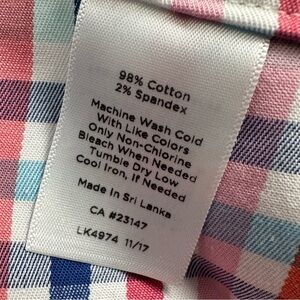 98% Cotton
2% Spandex
Machine Wash Cold
With Like Colors
Only Non-Chlorine
Bleach When Needed
Tumble Dry Low
Cool Iron, If Needed
Made In Sri Lanka
CA #23147
LK4974 11/17